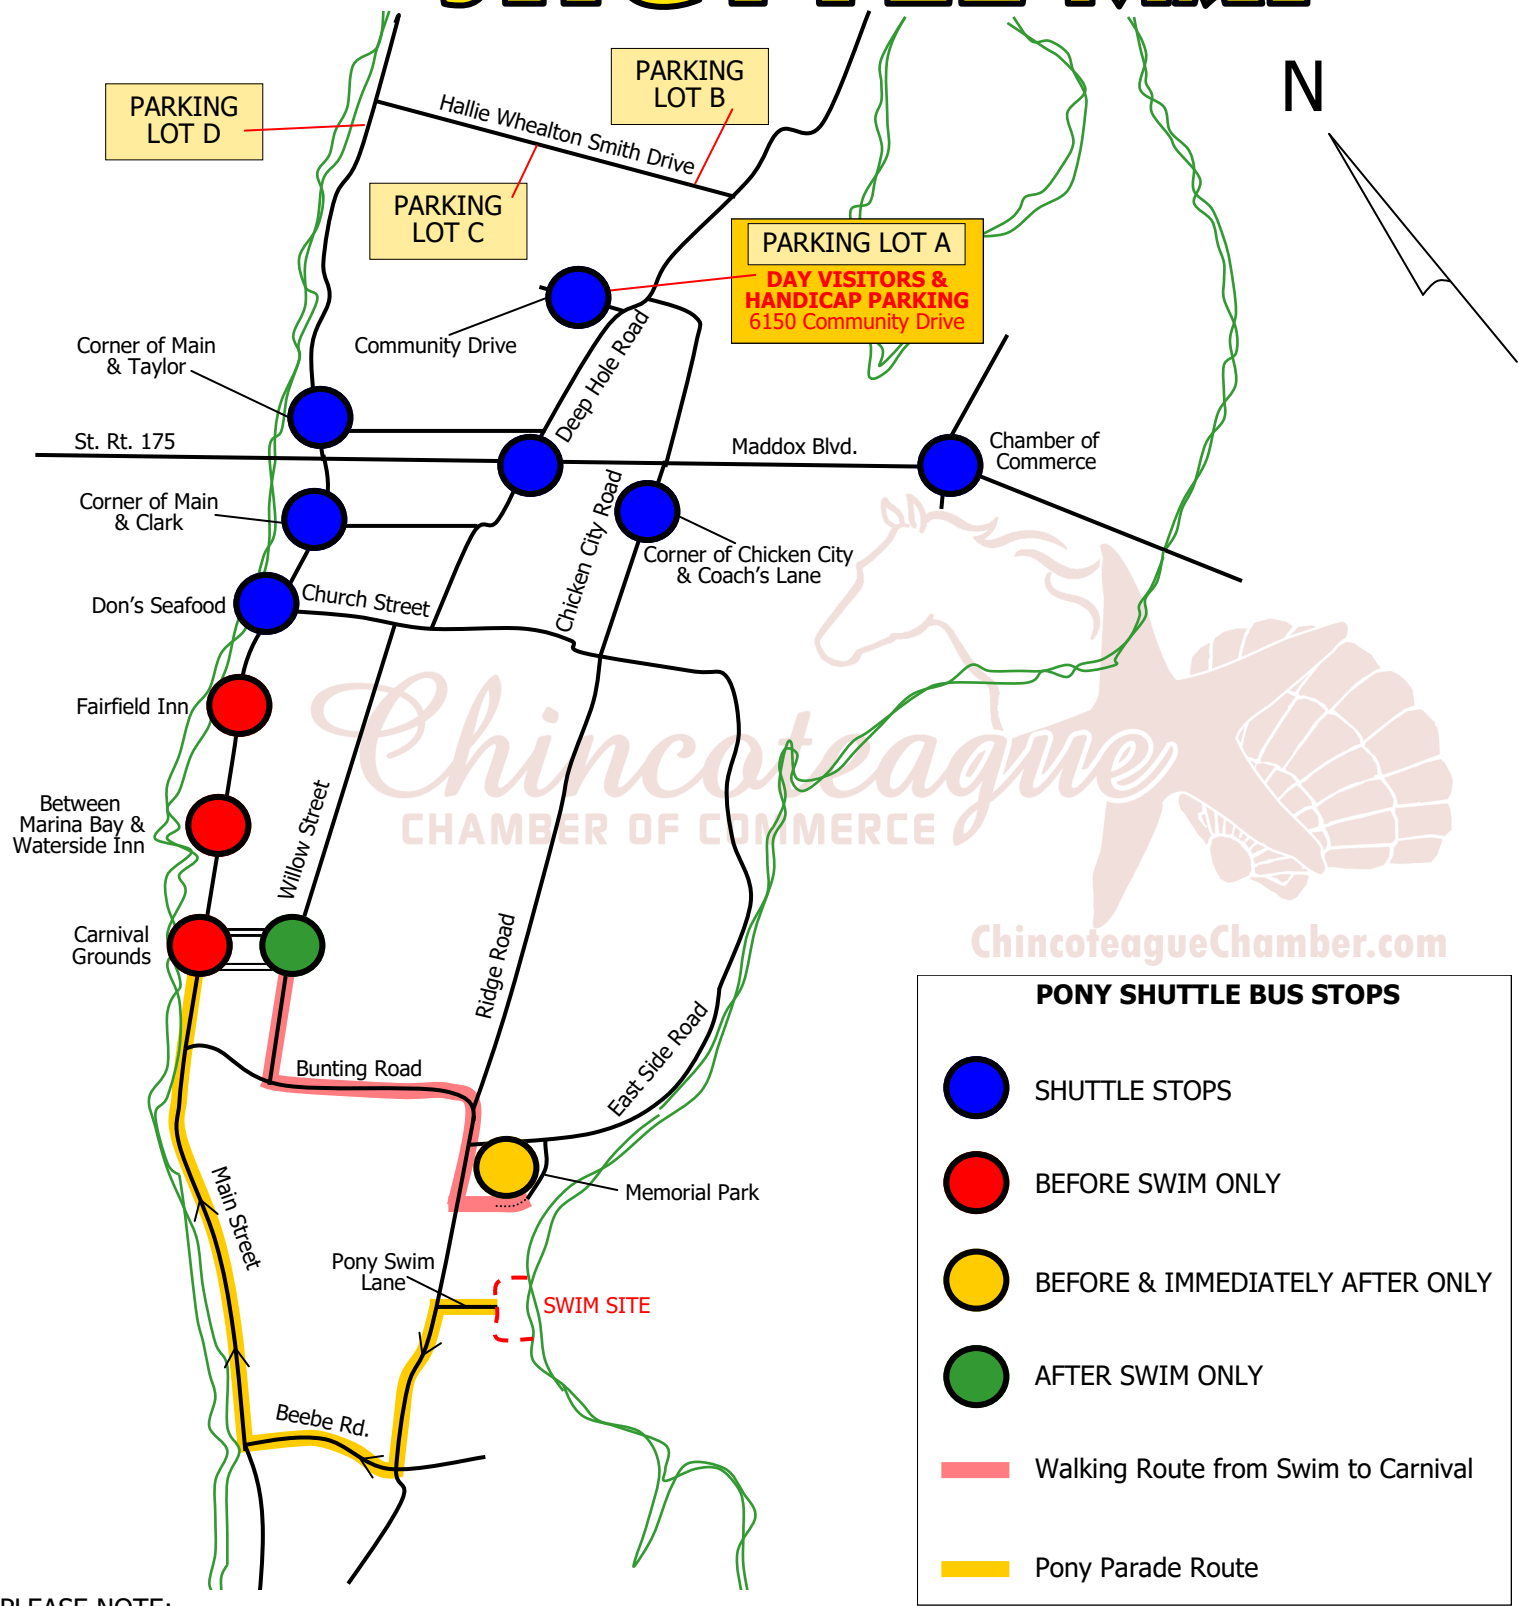 SHUTTLE MAP
N
PARKING
LOT B
PARKING
LOT D
Hallie Whealton Smith Drive
PARKING
LOT C
PARKING LOT A
DAY VISITORS &
HANDICAP PARKING
6150 Community Drive
Community Drive
Corner of Main
& Taylor
Deep Hole Road
St. Rt. 175
Maddox Blvd.
Chamber of
Commerce
Corner of Main
& Clark
Chicken City Road
Corner of Chicken City
& Coach's Lane
Don's Seafood
Church Street
Fairfield Inn
Chincoteague
CHAMBER OF COMMERCE
Between
Marina Bay &
Waterside Inn
Willow Street
Carnival
Grounds
Ridge Road
ChincoteagueChamber.com
East Side Road
Bunting Road
Memorial Park
Main Street
Pony Swim
Lane
SWIM SITE
Beebe Rd.
PONY SHUTTLE BUS STOPS
SHUTTLE STOPS
BEFORE SWIM ONLY
BEFORE & IMMEDIATELY AFTER ONLY
AFTER SWIM ONLY
Walking Route from Swim to Carnival
Pony Parade Route
PLEASE NOTE: